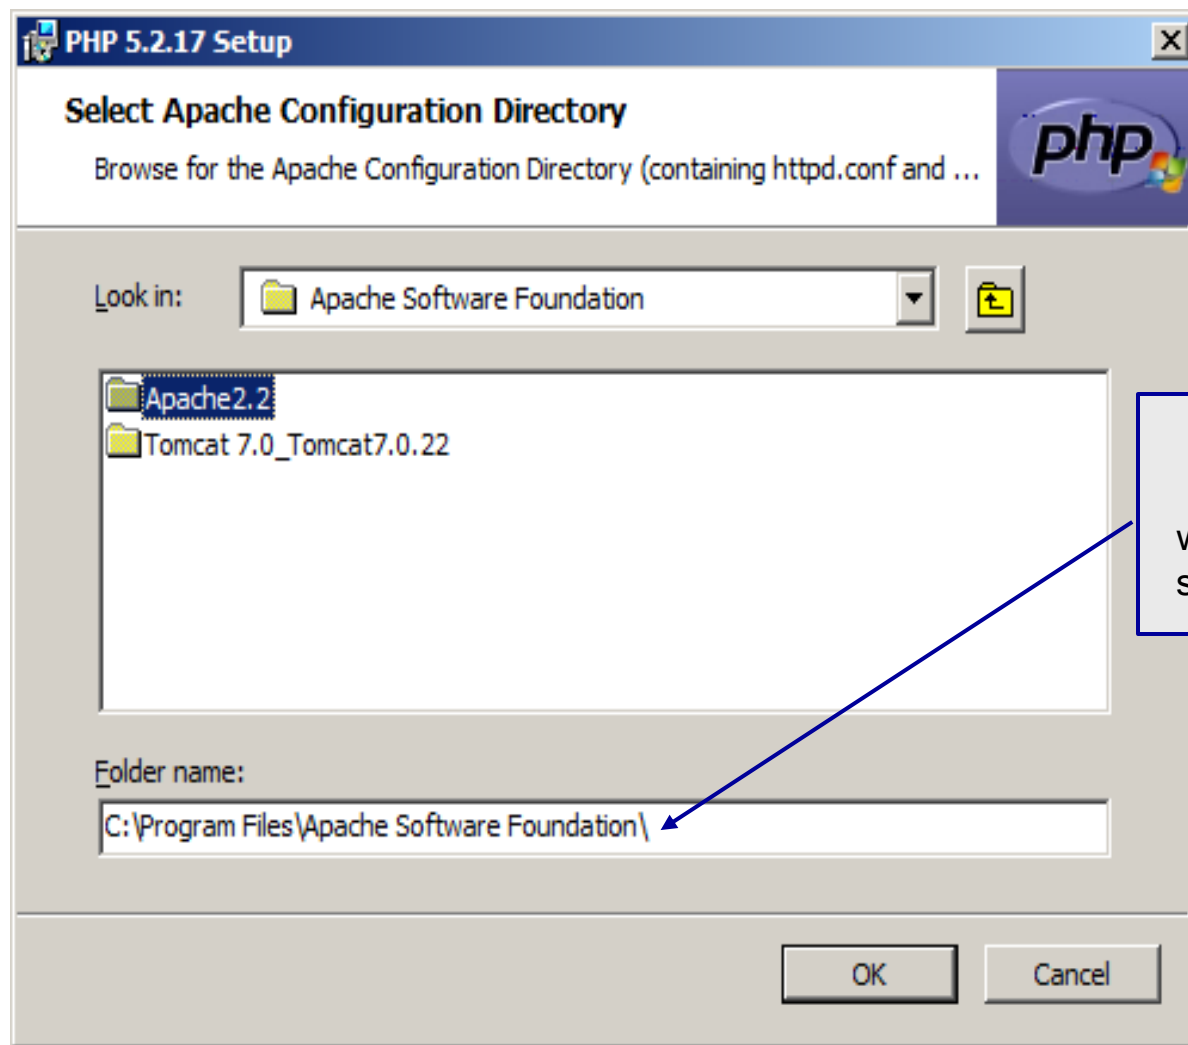 PHP 5.2.17 Setup
Select Apache Configuration Directory
Browse for the Apache Configuration Directory (containing httpd.conf and ...
php
Look in:
Apache Software Foundation
Apache2.2
Tomcat 7.0_Tomcat7.0.22
Folder name:
C:\Program Files\Apache Software Foundation\
OK
Cancel